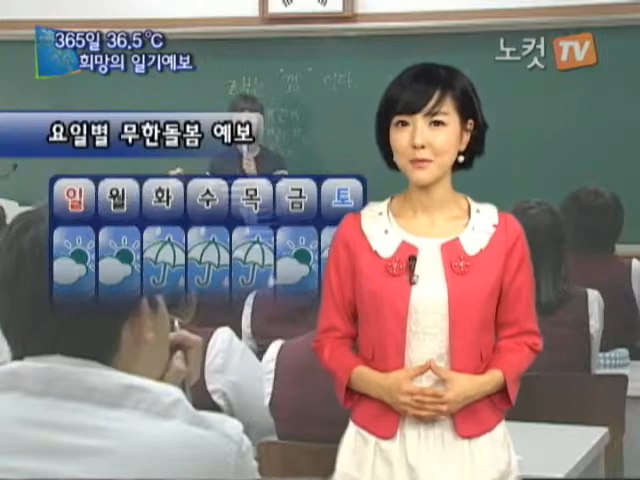 365일 36.5℃
희망의 일기예보
노컷 TV
요일별 무한돌봄 예보
일 월 화 수 목 금 토